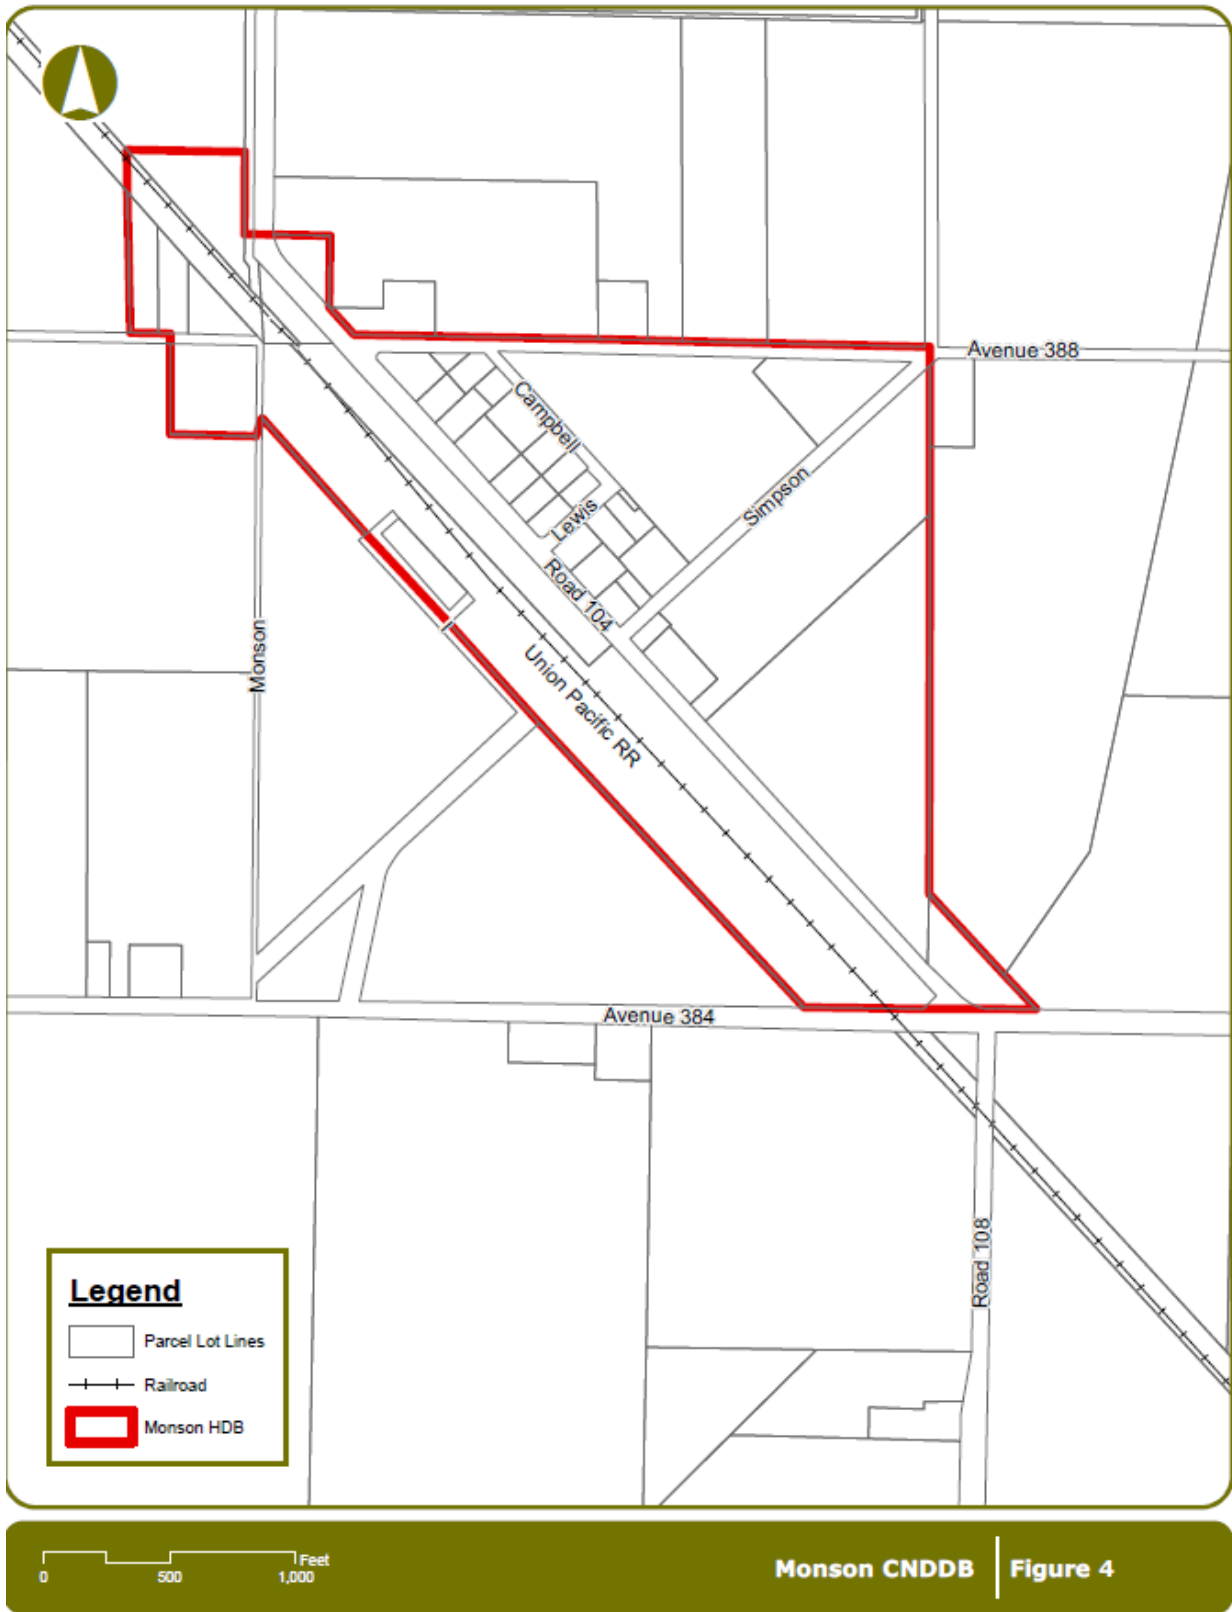 Avenue 388
Campbell
Simpson
Lewis
Road 104
Monson
Union Pacific RR
Avenue 384
Road 108
Legend
Parcel Lot Lines
Railroad
Monson HDB
Feet
0 500 1,000
Monson CNDDB Figure 4